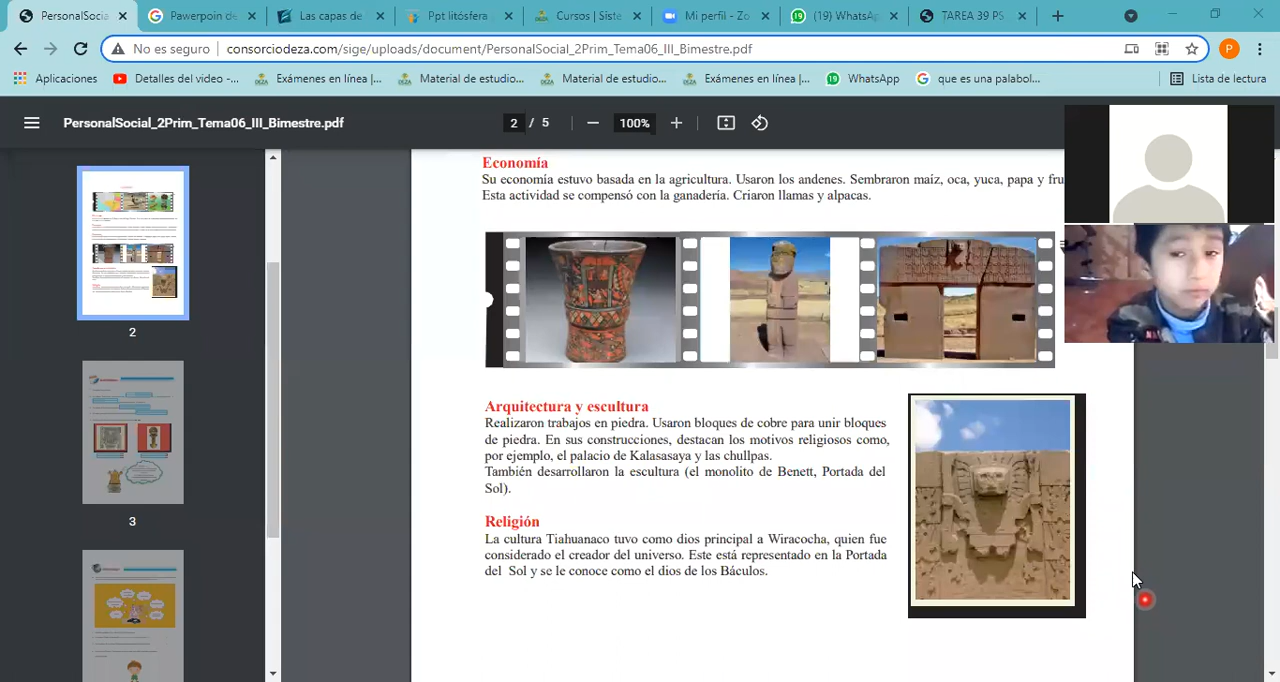 PersonalSocia
Pawerpoin de
Las capas de
Ppt litósfera
Cursos | Siste
Mi perfil - Zo
(19) WhatsAp
TAREA 39 PS
No es seguro | consorciodeza.com/sige/uploads/document/PersonalSocial_2Prim_Tema06_III_Bimestre.pdf
Aplicaciones
Detalles del video -...
Exámenes en línea |...
Material de estudio...
Material de estudio...
Exámenes en línea |...
WhatsApp
que es una palabol...
Lista de lectura
PersonalSocial_2Prim_Tema06_III_Bimestre.pdf
2 / 5
100%
2
3
Economía
Su economía estuvo basada en la agricultura. Usaron los andenes. Sembraron maíz, oca, yuca, papa y fru
Esta actividad se compensó con la ganadería. Criaron llamas y alpacas.
Arquitectura y escultura
Realizaron trabajos en piedra. Usaron bloques de cobre para unir bloques
de piedra. En sus construcciones, destacan los motivos religiosos como,
por ejemplo, el palacio de Kalasasaya y las chullpas.
También desarrollaron la escultura (el monolito de Benett, Portada del
Sol).
Religión
La cultura Tiahuanaco tuvo como dios principal a Wiracocha, quien fue
considerado el creador del universo. Este está representado en la Portada
del Sol y se le conoce como el dios de los Báculos.